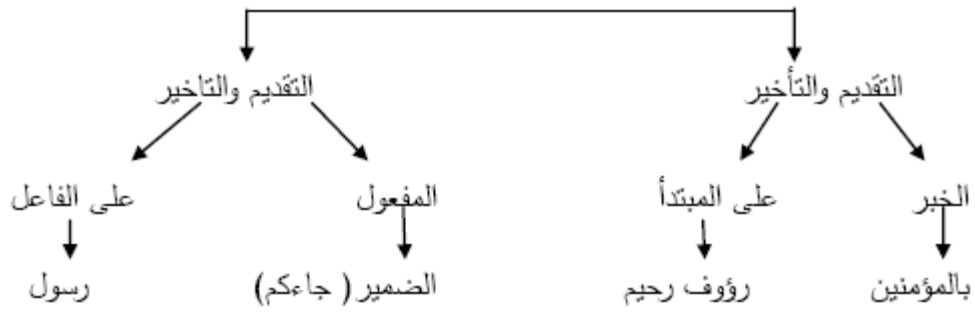 التقديم والتأخير التقديم والتاخير
الخبر على المبتدأ المفعول على الفاعل
بالمؤمنين رؤوف رحيم الضمير ( جاءكم) رسول